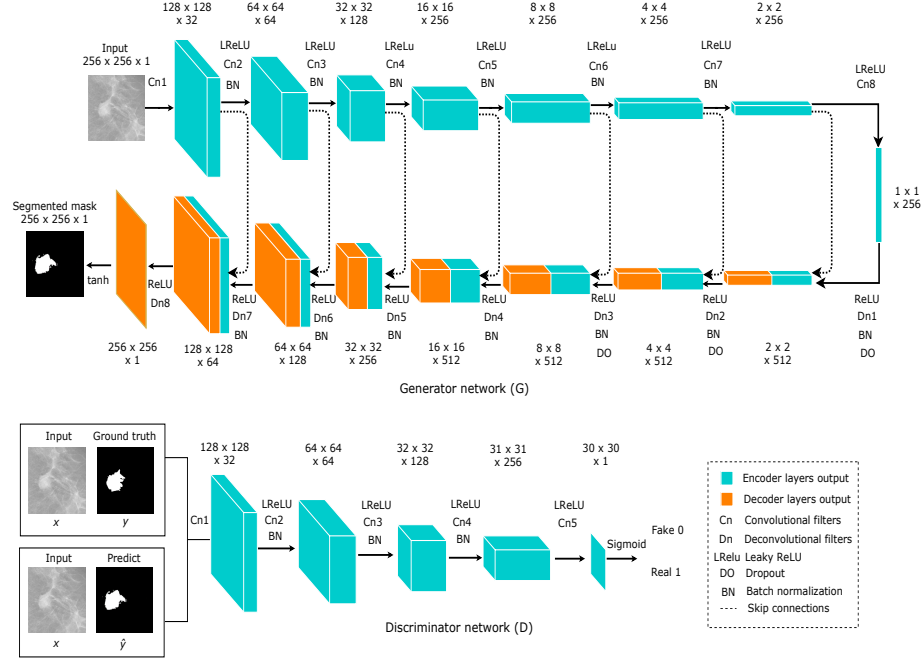 128 x 128
x 32
64 x 64
x 64
32 x 32
x 128
16 x 16
x 256
8 x 8
x 256
4 x 4
x 256
2 x 2
x 256
Input
256 x 256 x 1
Cn1
LReLU
Cn2
BN
LReLU
Cn3
BN
LReLu
Cn4
BN
LReLU
Cn5
BN
LReLu
Cn6
BN
LReLU
Cn7
BN
LReLU
Cn8
1 x 1
x 256
Segmented mask
256 x 256 x 1
tanh
ReLU
Dn8
ReLU
Dn7
BN
ReLU
Dn6
BN
ReLU
Dn5
BN
ReLU
Dn4
BN
ReLU
Dn3
BN
DO
ReLU
Dn2
BN
DO
ReLU
Dn1
BN
DO
256 x 256
x 1
128 x 128
x 64
64 x 64
x 128
32 x 32
x 256
16 x 16
x 512
8 x 8
x 512
4 x 4
x 512
2 x 2
x 512
Generator network (G)
Input
Ground truth
x
y
Input
Predict
x
ŷ
Cn1
128 x 128
x 32
64 x 64
x 64
32 x 32
x 128
31 x 31
x 256
30 x 30
x 1
LReLU
Cn2
BN
LReLU
Cn3
BN
LReLU
Cn4
BN
LReLU
Cn5
Sigmoid
Fake 0
Real 1
Discriminator network (D)
Encoder layers output
Decoder layers output
Cn Convolutional filters
Dn Deconvolutional filters
LRelu Leaky ReLU
DO Dropout
BN Batch normalization
Skip connections